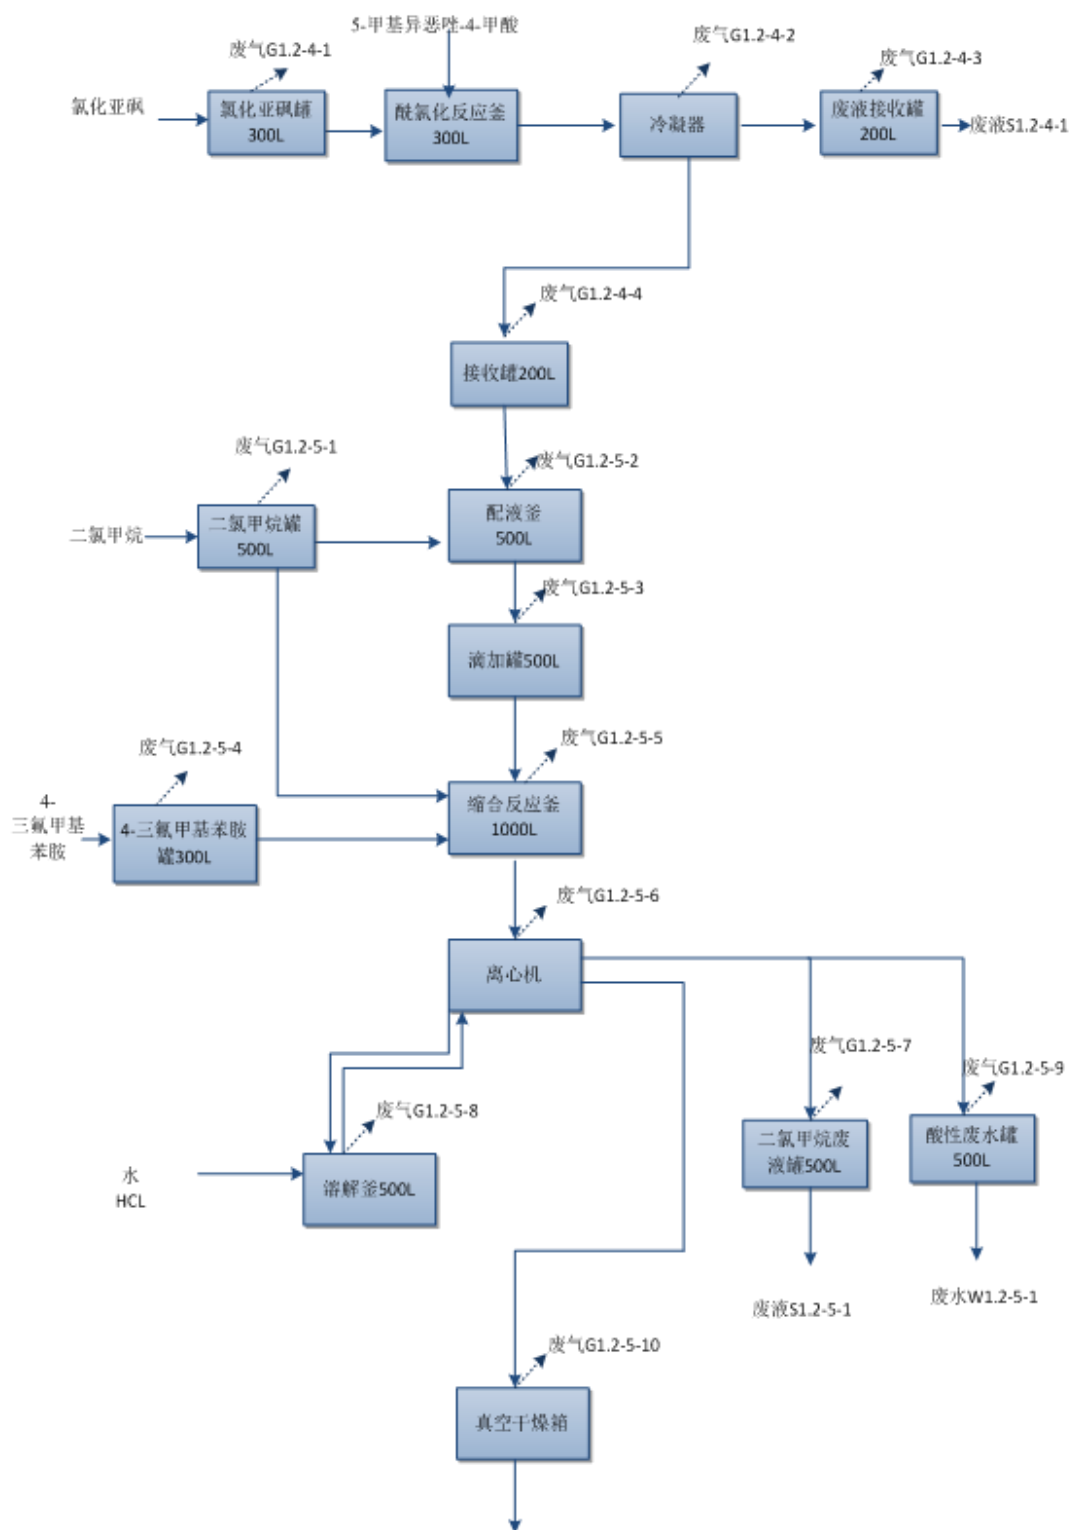 5-甲基异恶唑-4-甲酸
废气G1.2-4-1
废气G1.2-4-2
废气G1.2-4-3
氯化亚砜
氯化亚砜罐
300L
酰氯化反应釜
300L
冷凝器
废液接收罐
200L
废液S1.2-4-1
废气G1.2-4-4
接收罐200L
废气G1.2-5-1
废气G1.2-5-2
二氯甲烷
二氯甲烷罐
500L
配液釜
500L
废气G1.2-5-3
滴加罐500L
废气G1.2-5-4
废气G1.2-5-5
4-
三氟甲基
苯胺
4-三氟甲基苯胺
罐300L
缩合反应釜
1000L
废气G1.2-5-6
离心机
废气G1.2-5-7
废气G1.2-5-9
废气G1.2-5-8
二氯甲烷废
液罐500L
酸性废水罐
500L
水
HCL
溶解釜500L
废液S1.2-5-1
废水W1.2-5-1
废气G1.2-5-10
真空干燥箱